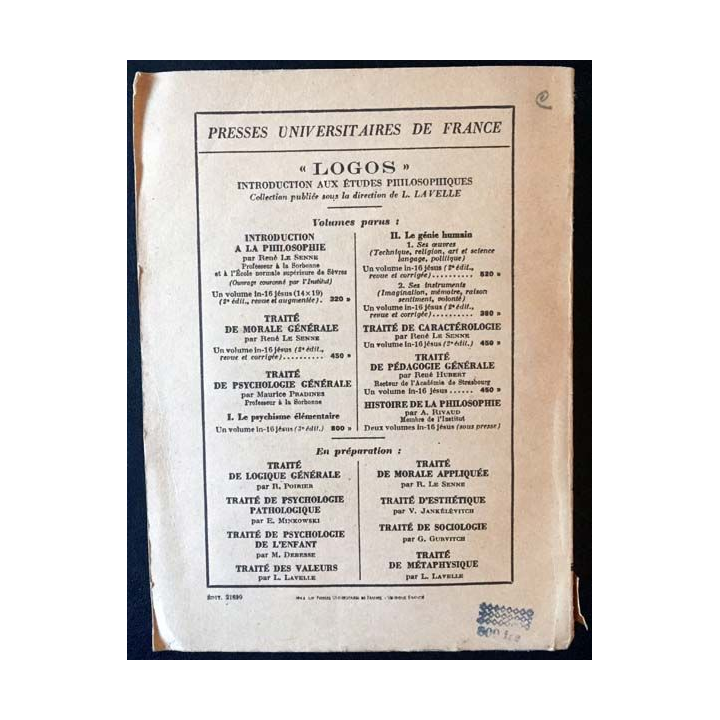 PRESSES UNIVERSITAIRES DE FRANCE
« LOGOS »
INTRODUCTION AUX ÉTUDES PHILOSOPHIQUES
Collection publiée sous la direction de L. LAVELLE
Volumes parus :
INTRODUCTION
A LA PHILOSOPHIE
par René LE SENNE
Professeur à la Sorbonne
et à l'École normale supérieure de Sèvres
(Ouvrage couronné par l'Institut)
Un volume in-16 jésus (14×19)
(2e édit., revue et augmentée). 320 »
TRAITÉ
DE MORALE GÉNÉRALE
par René LE SENNE
Un volume in-16 jésus (2e édit.,
revue et corrigée) .......... 450 »
TRAITÉ
DE PSYCHOLOGIE GÉNÉRALE
par Maurice PRADINES
Professeur à la Sorbonne
I. Le psychisme élémentaire
Un volume in-16 jésus (3e édit.) 800 »
II. Le génie humain
1. Ses œuvres
(Technique, religion, art et science
langage, politique)
Un volume in-16 jésus (2e édit.,
revue et corrigée) .......... 520 »
2. Ses instruments
(Imagination, mémoire, raison
sentiment, volonté)
Un volume in-16 jésus (2e édit.,
revue et corrigée) .......... 380 »
TRAITÉ DE CARACTÉROLOGIE
par René LE SENNE
Un volume in-16 jésus (2e édit.) 450 »
TRAITÉ
DE PÉDAGOGIE GÉNÉRALE
par René HUBERT
Recteur de l'Académie de Strasbourg
Un volume in-16 jésus ...... 450 »
HISTOIRE DE LA PHILOSOPHIE
par A. RIVAUD
Membre de l'Institut
Deux volumes in-16 jésus (sous presse)
En préparation :
TRAITÉ
DE LOGIQUE GÉNÉRALE
par R. POIRIER
TRAITÉ DE PSYCHOLOGIE
PATHOLOGIQUE
par E. MINKOWSKI
TRAITÉ DE PSYCHOLOGIE
DE L'ENFANT
par M. DEBESSE
TRAITÉ DES VALEURS
par L. LAVELLE
TRAITÉ
DE MORALE APPLIQUÉE
par R. LE SENNE
TRAITÉ D'ESTHÉTIQUE
par V. JANKÉLÉVITCH
TRAITÉ DE SOCIOLOGIE
par G. GURVITCH
TRAITÉ
DE MÉTAPHYSIQUE
par L. LAVELLE
ÉDIT. 21690
PRESSES UNIVERSITAIRES DE FRANCE